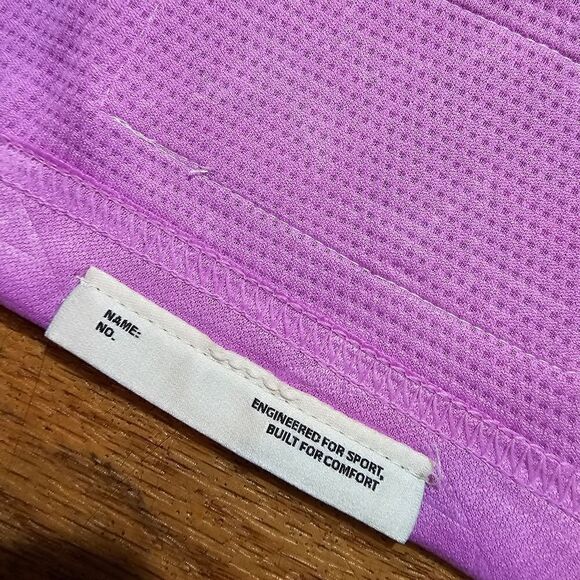 NAME:
NO.
ENGINEERED FOR SPORT,
BUILT FOR COMFORT